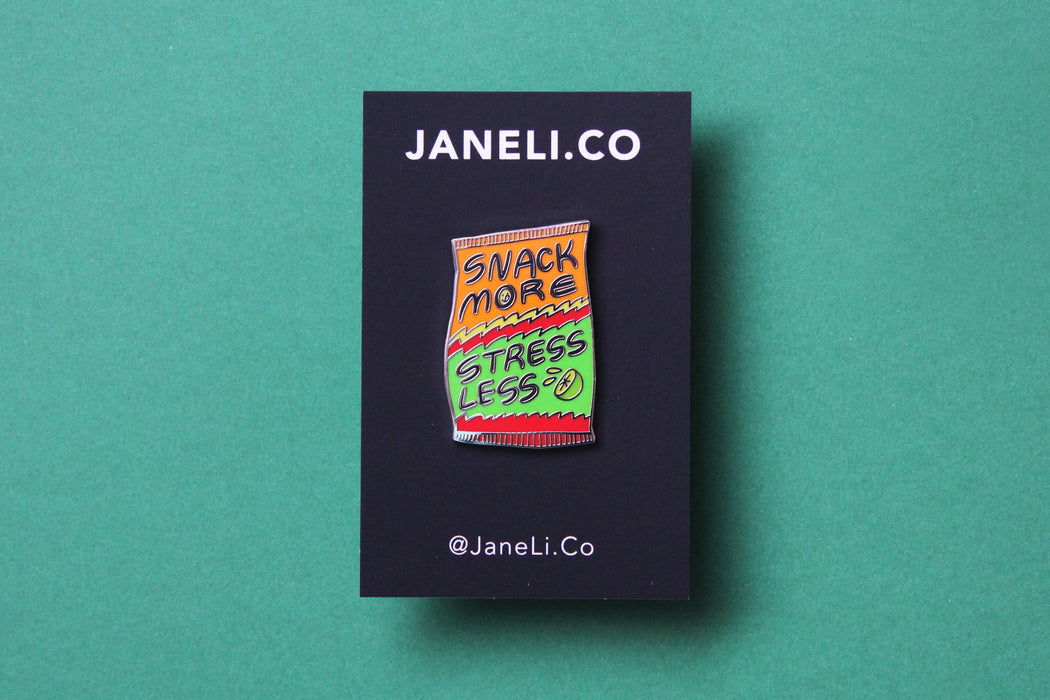 JANELI.CO
SNACK
MORE
STRESS
LESS
@JaneLi.Co